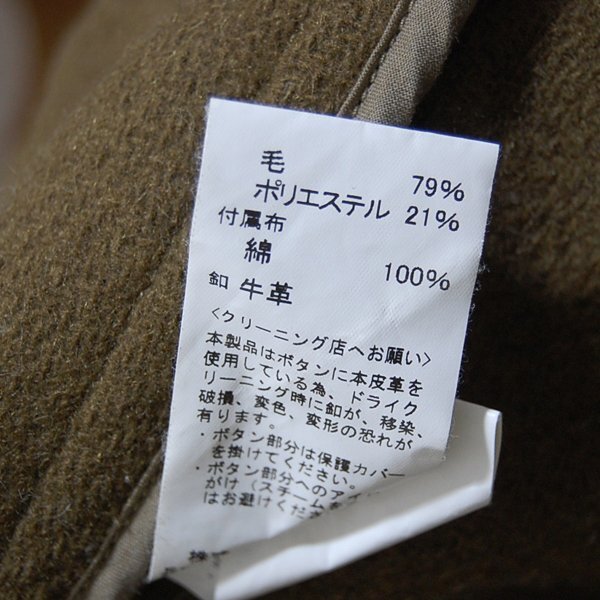 毛 79%
ポリエステル 21%
付属布
綿 100%
釦 牛革
<クリーニング店へお願い>
本製品はボタンに本皮革を
使用している為、ドライク
リーニング時に釦が、移染、
破損、変色、変形の恐れが
有ります。
・ボタン部分は保護カバー
を掛けてください。
・ボタン部分へのアイ
がけ(スチームを
はお避けくださ
株式